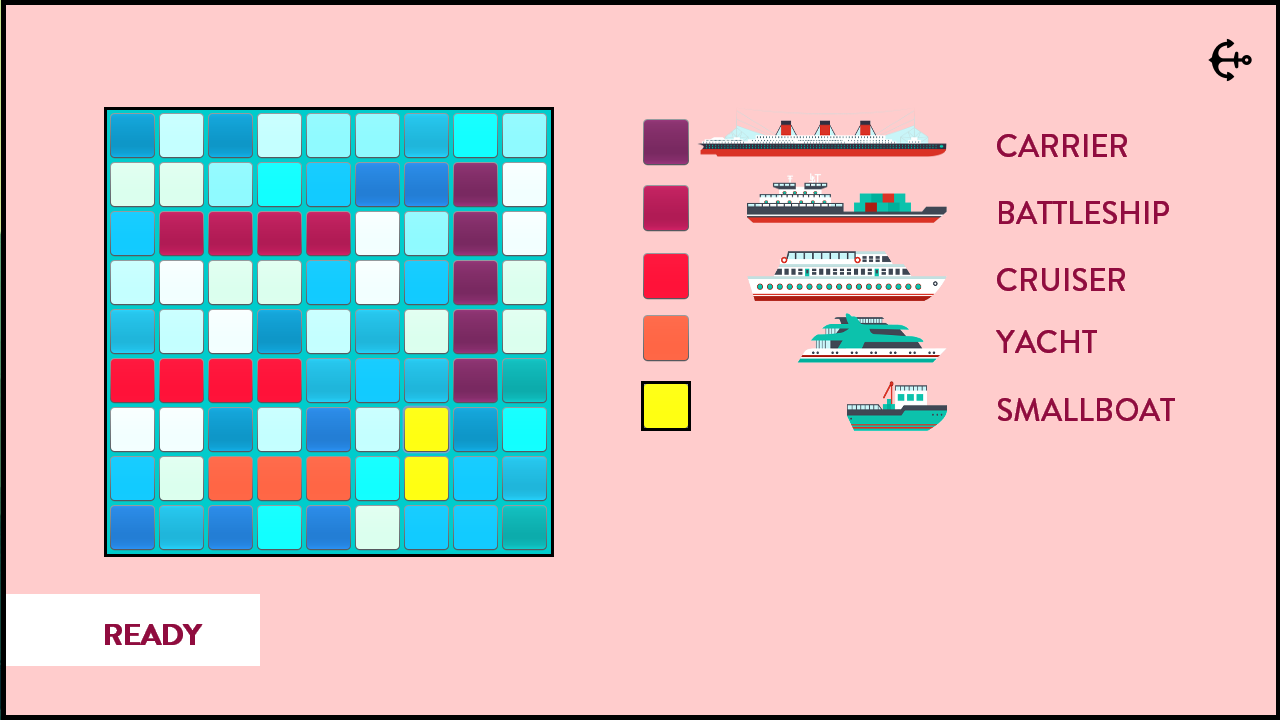 CARRIER
BATTLESHIP
CRUISER
YACHT
SMALLBOAT
READY